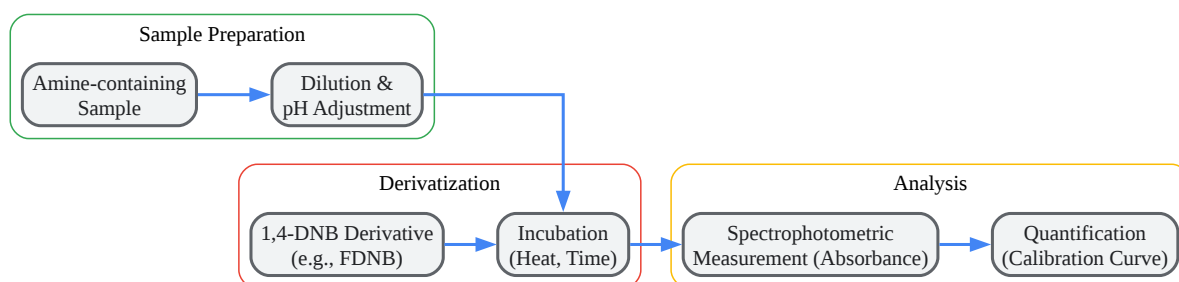 Sample Preparation
Amine-containing
Sample
Dilution &
pH Adjustment
Derivatization
1,4-DNB Derivative
(e.g., FDNB)
Incubation
(Heat, Time)
Analysis
Spectrophotometric
Measurement (Absorbance)
Quantification
(Calibration Curve)